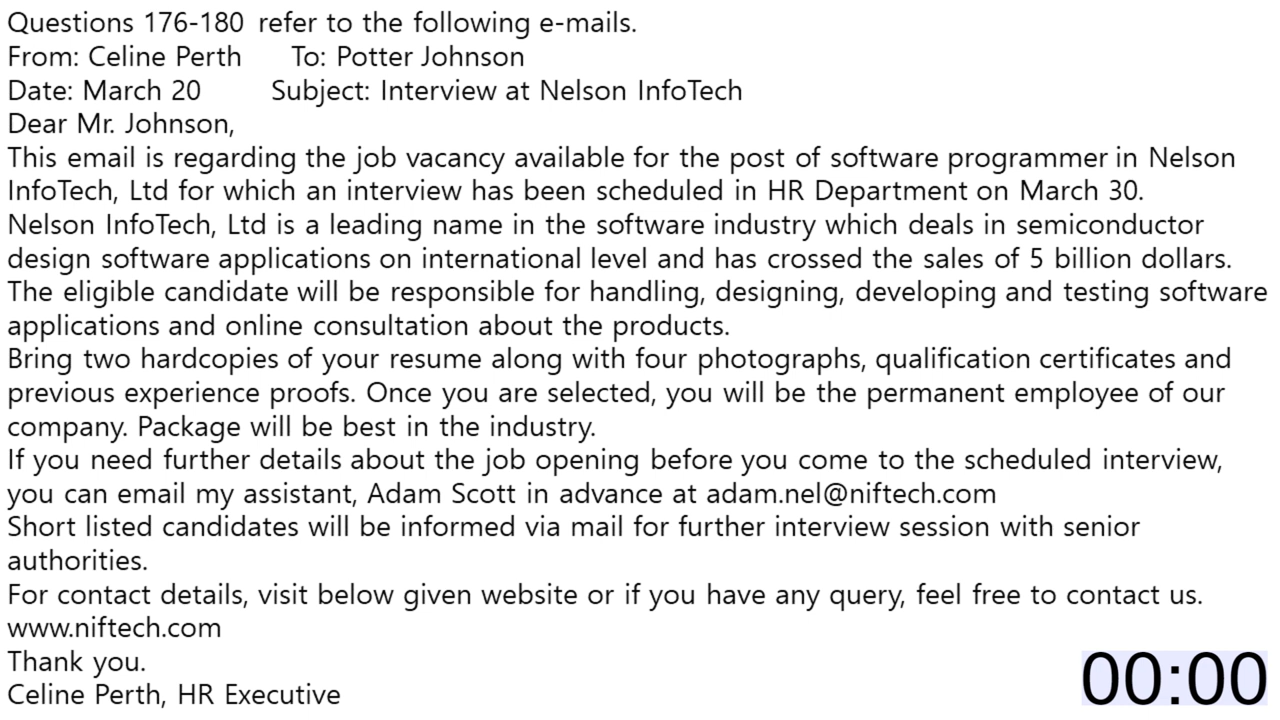 Questions 176-180 refer to the following e-mails.
From: Celine Perth To: Potter Johnson
Date: March 20 Subject: Interview at Nelson InfoTech
Dear Mr. Johnson,
This email is regarding the job vacancy available for the post of software programmer in Nelson
InfoTech, Ltd for which an interview has been scheduled in HR Department on March 30.
Nelson InfoTech, Ltd is a leading name in the software industry which deals in semiconductor
design software applications on international level and has crossed the sales of 5 billion dollars.
The eligible candidate will be responsible for handling, designing, developing and testing software
applications and online consultation about the products.
Bring two hardcopies of your resume along with four photographs, qualification certificates and
previous experience proofs. Once you are selected, you will be the permanent employee of our
company. Package will be best in the industry.
If you need further details about the job opening before you come to the scheduled interview,
you can email my assistant, Adam Scott in advance at adam.nel@niftech.com
Short listed candidates will be informed via mail for further interview session with senior
authorities.
For contact details, visit below given website or if you have any query, feel free to contact us.
www.niftech.com
Thank you.
Celine Perth, HR Executive
00:00